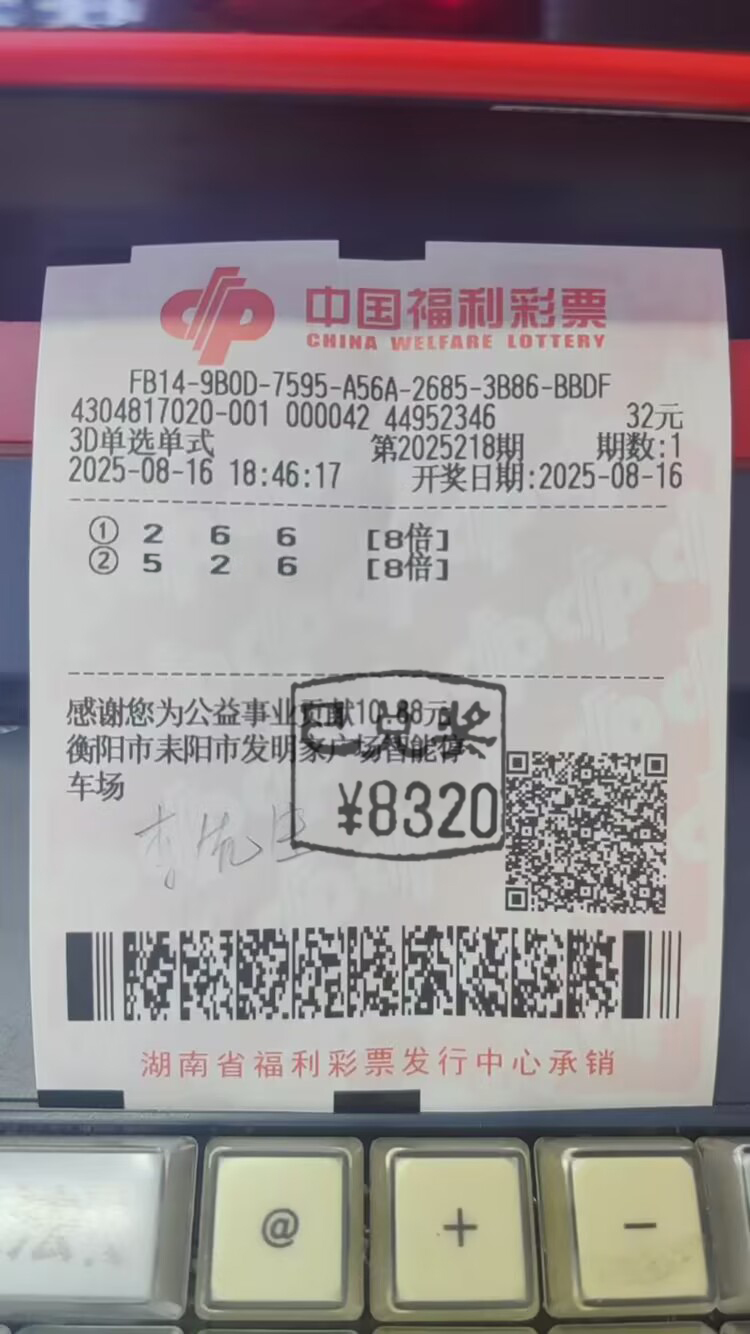 中国福利彩票
CHINA WELFARE LOTTERY
FB14-9B0D-7595-A56A-2685-3B86-BBDF
4304817020-001 000042 44952346 32元
3D单选单式 第2025218期 期数:1
2025-08-16 18:46:17 开奖日期:2025-08-16
① 2 6 6 [8倍]
② 5 2 6 [8倍]
感谢您为公益事业贡献10.88元
衡阳市耒阳市发明家广场智能停
车场
已兑奖
¥8320
李先生
湖南省福利彩票发行中心承销
@ + −